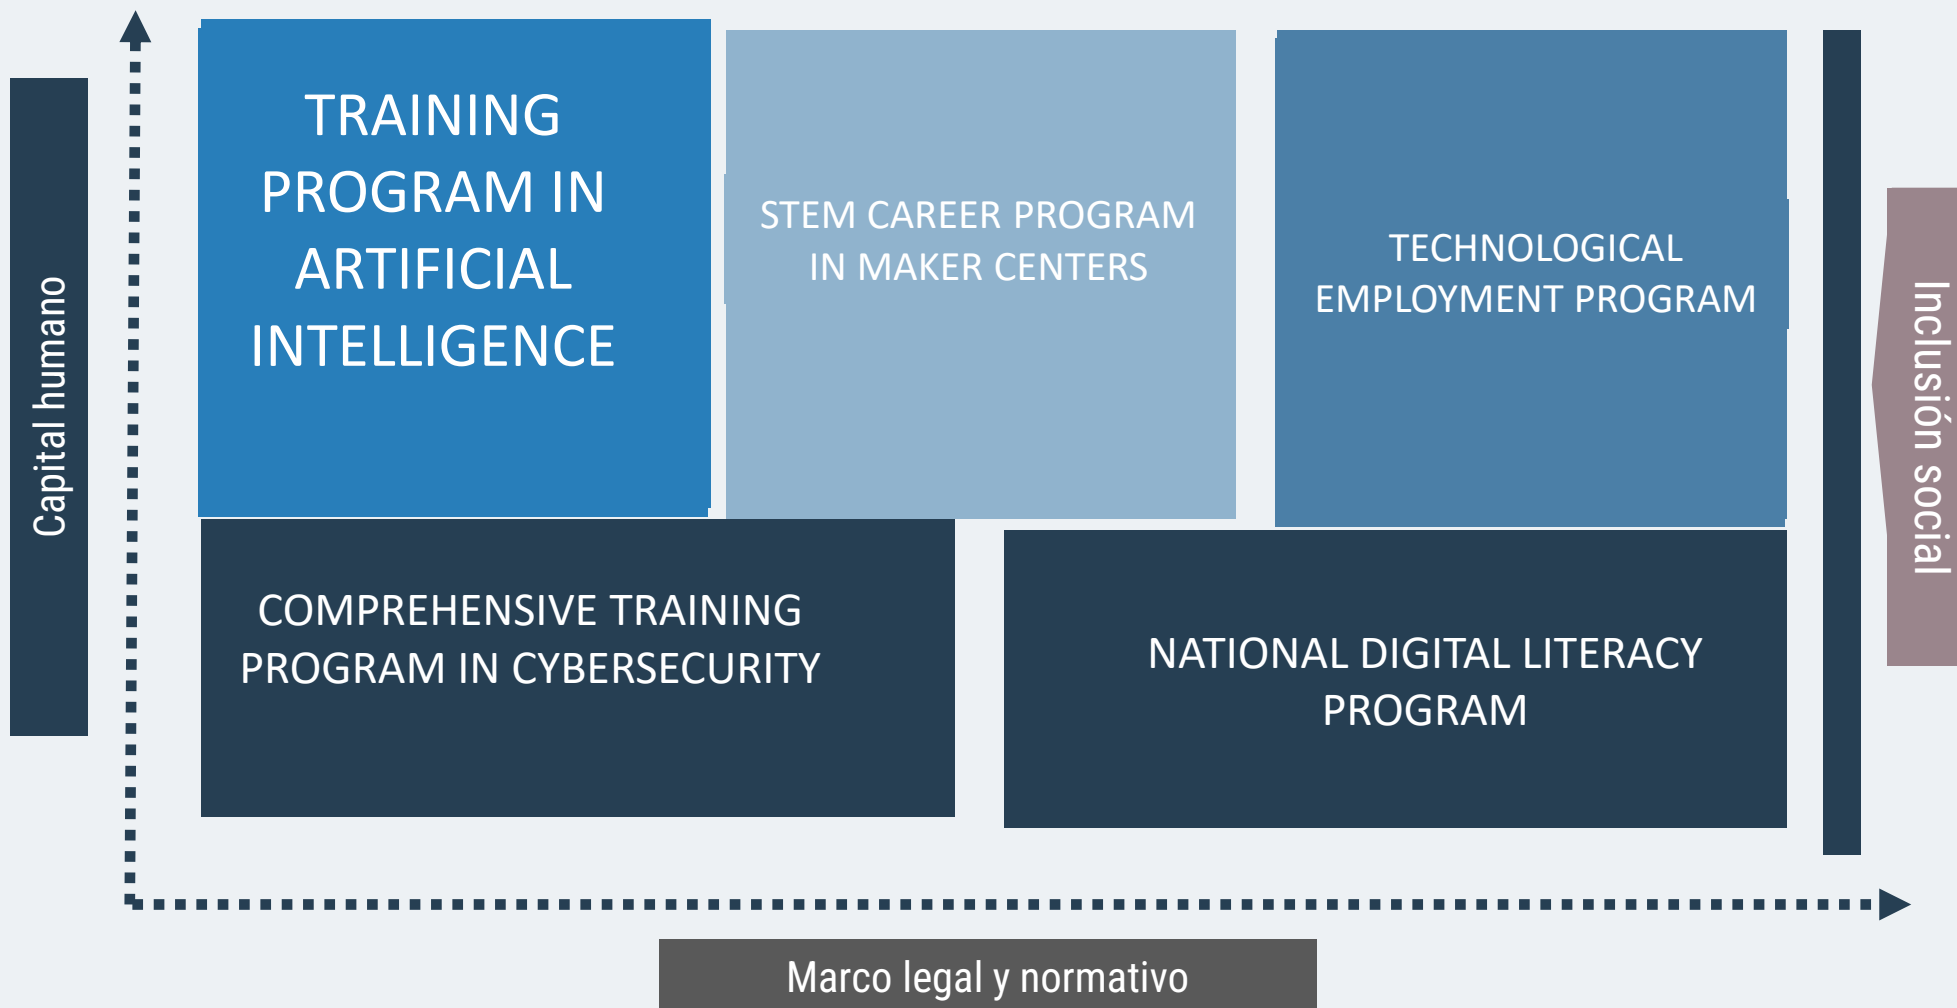 Capital humano
TRAINING
PROGRAM IN
ARTIFICIAL
INTELLIGENCE
STEM CAREER PROGRAM
IN MAKER CENTERS
TECHNOLOGICAL
EMPLOYMENT PROGRAM
Inclusión social
COMPREHENSIVE TRAINING
PROGRAM IN CYBERSECURITY
NATIONAL DIGITAL LITERACY
PROGRAM
Marco legal y normativo